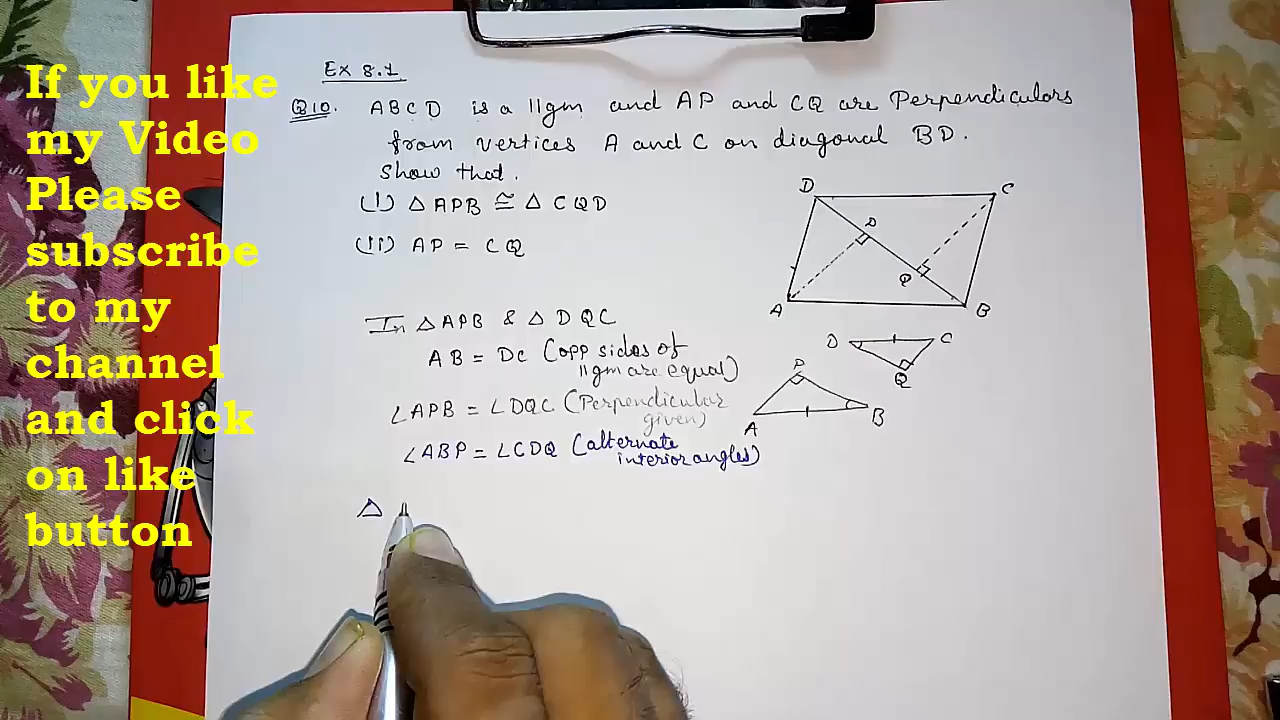 If you like
my Video
Please
subscribe
to my
channel
and click
on like
button
Ex 8.1
Q10. ABCD is a ||gm and AP and CQ are Perpendiculars
from vertices A and C on diagonal BD.
show that.
(i) △ APB ≅ △ CQD
(ii) AP = CQ
In △ APB & △ DQC
AB = DC (opp sides of
||gm are equal)
∠APB = ∠DQC (Perpendicular
given)
∠ABP = ∠CDQ (alternate
interior angles)
△
D C
P
Q
A B
D C
Q
P
A B